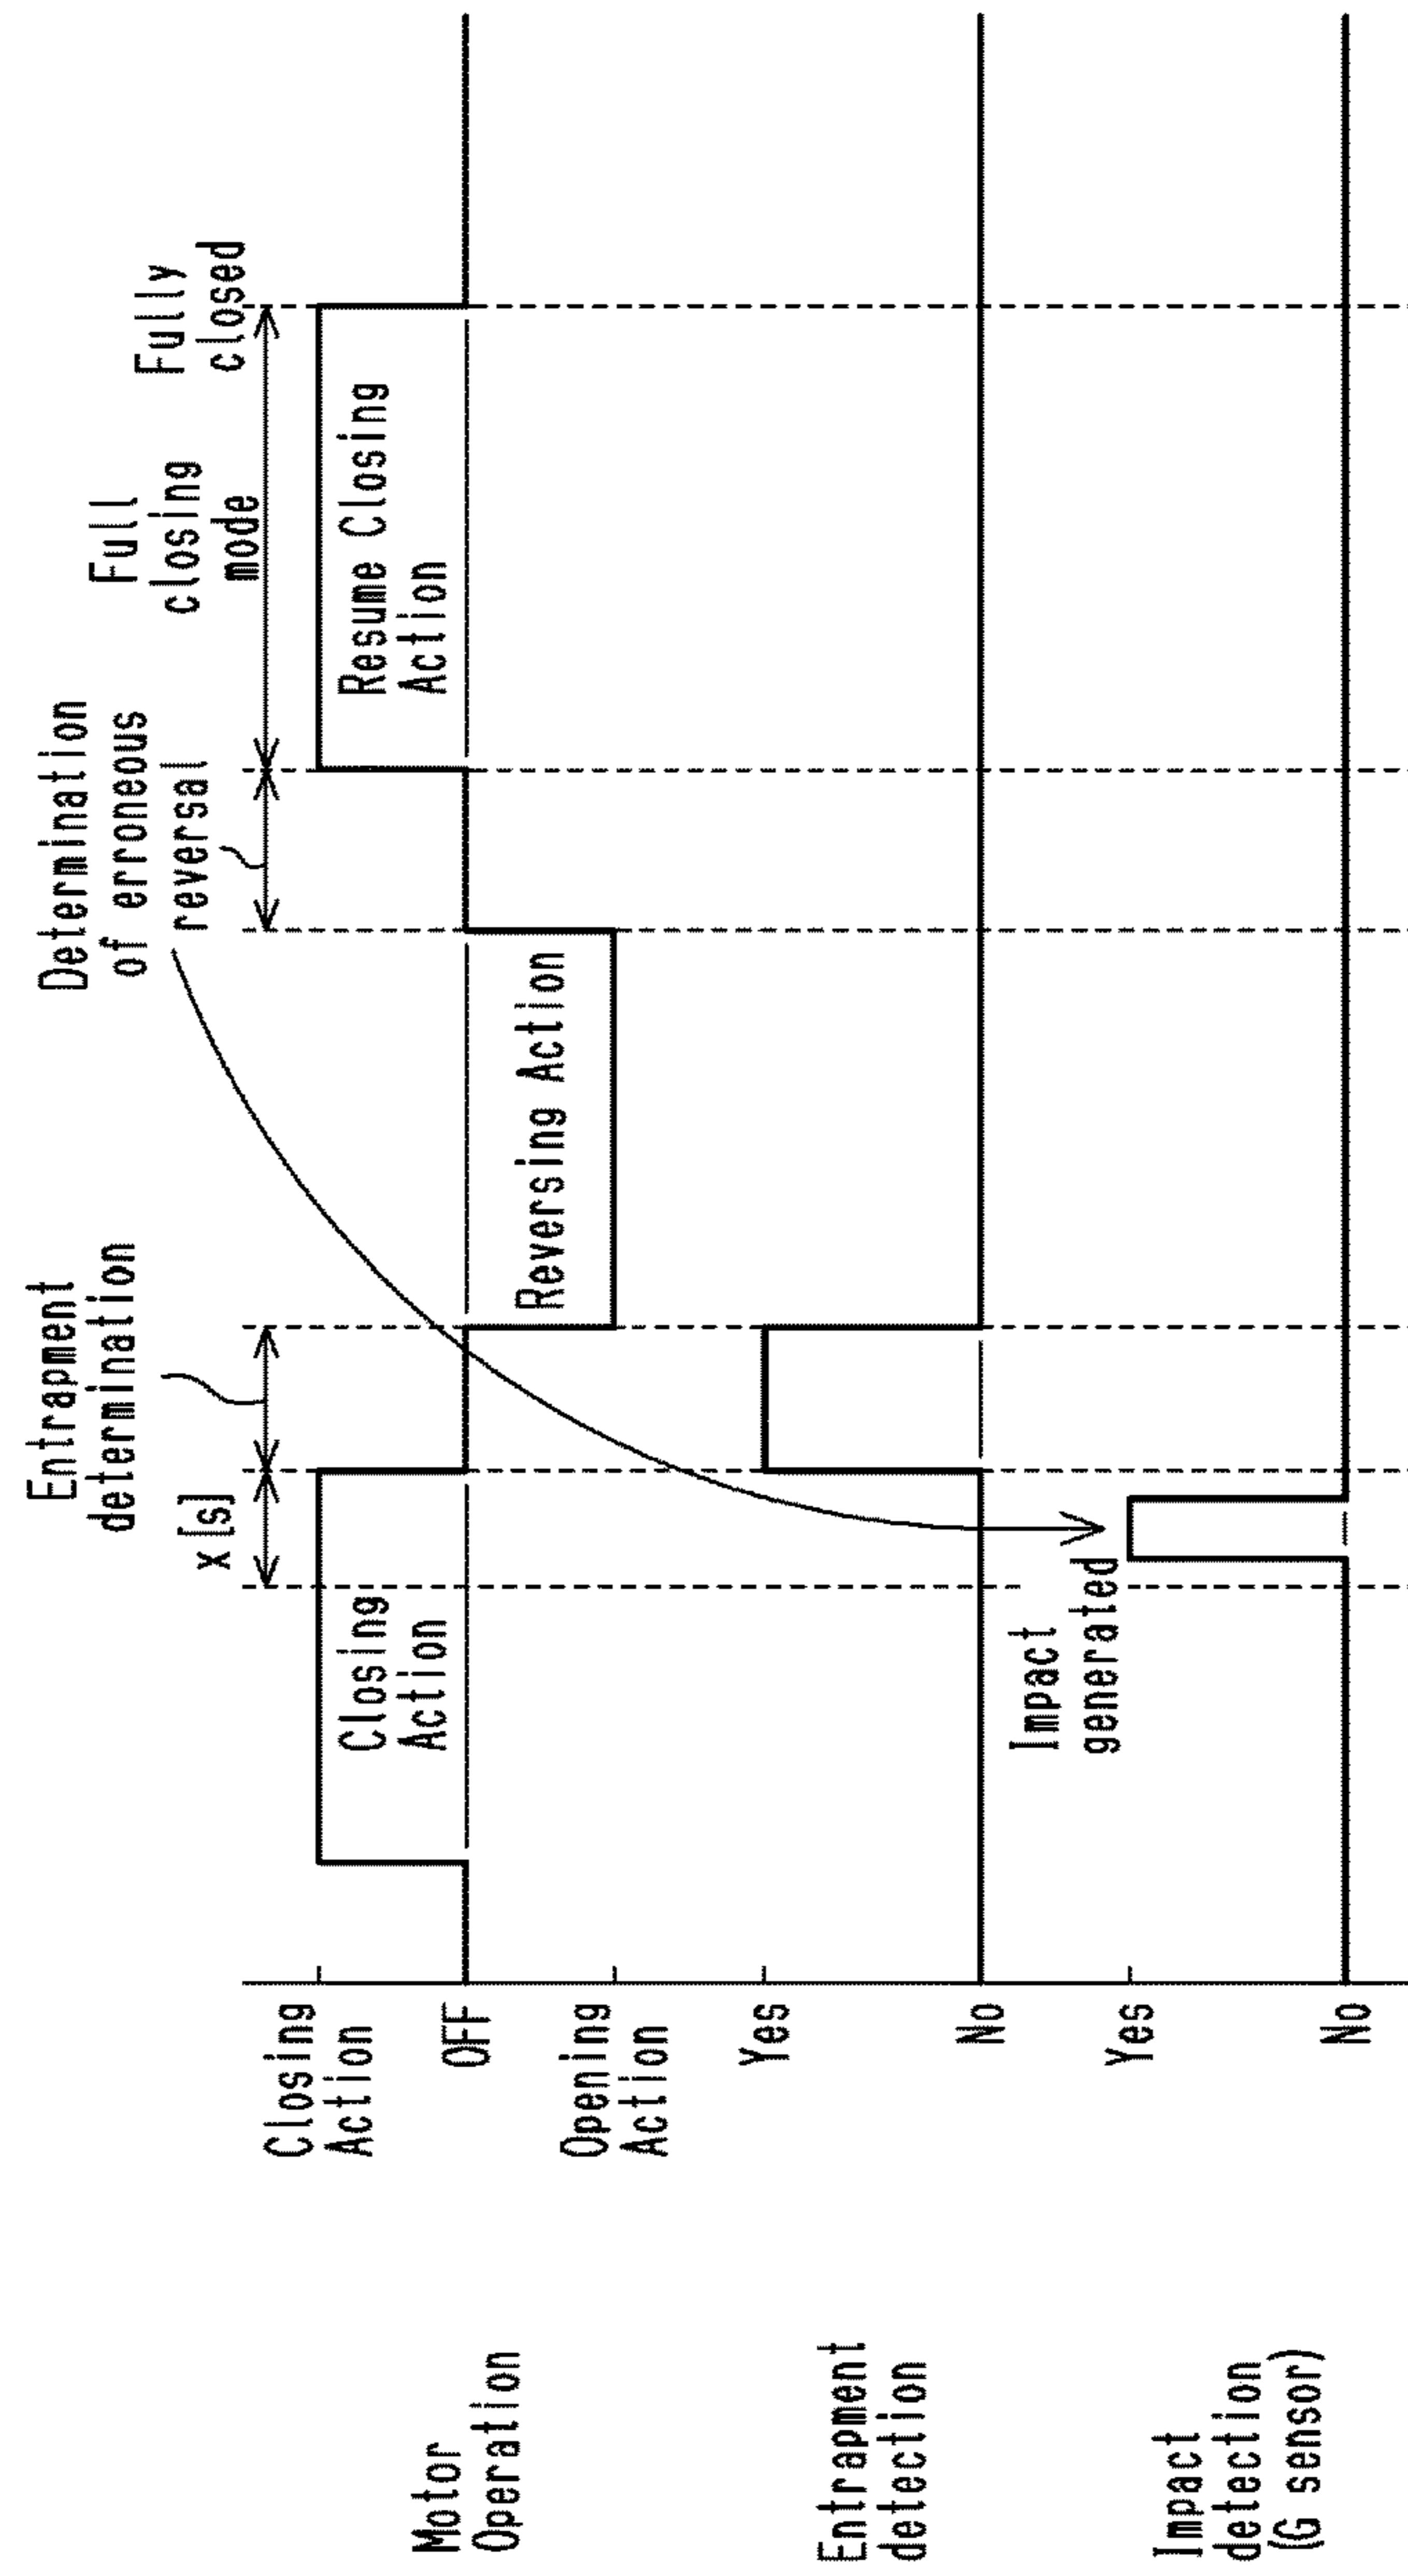 Entrapment
determination
x[s]
Determination
of erroneous
reversal
Full
closing
mode
Fully
closed
Motor
Operation
Closing
Action
OFF
Opening
Action
Closing
Action
Reversing Action
Resume Closing
Action
Entrapment
detection
Yes
No
Impact
generated
Impact
detection
(G sensor)
Yes
No